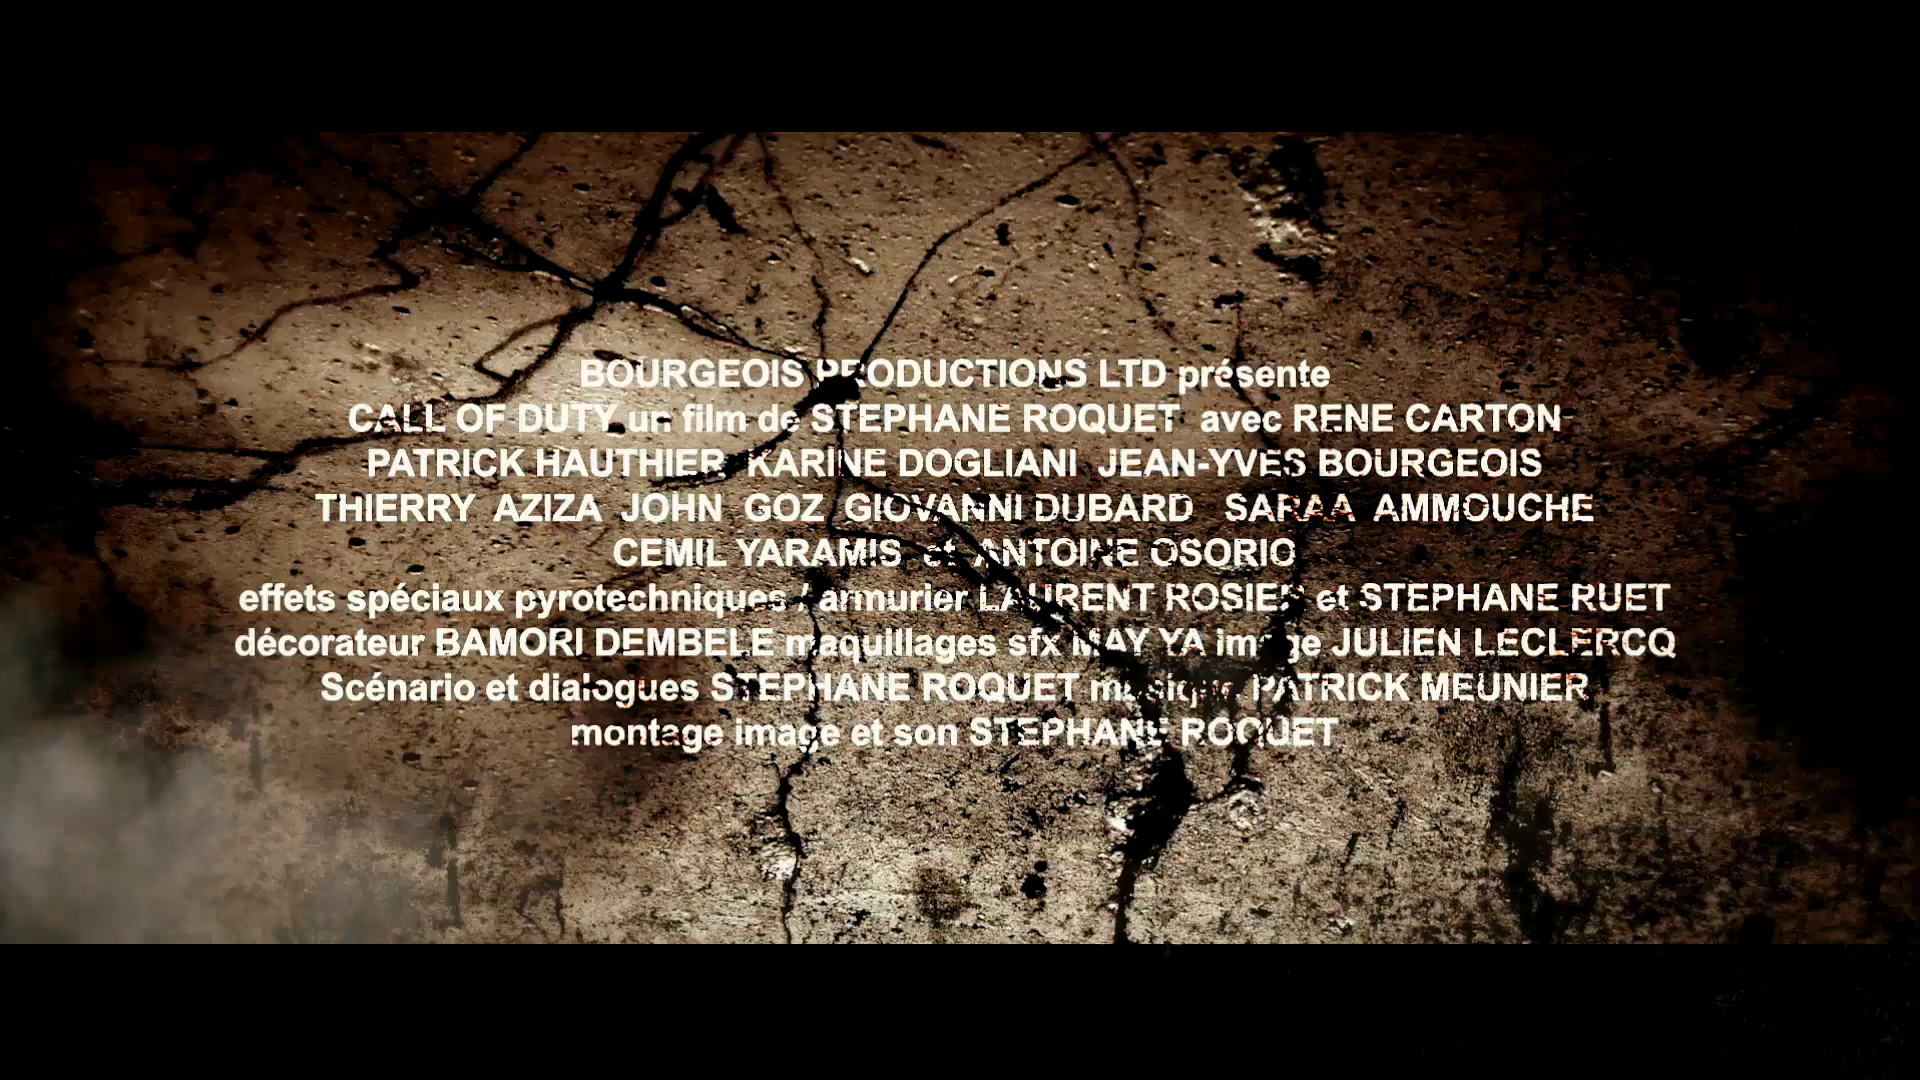 BOURGEOIS PRODUCTIONS LTD présente
CALL OF DUTY un film de STEPHANE ROQUET avec RENE CARTON
PATRICK HAUTHIER KARINE DOGLIANI JEAN-YVES BOURGEOIS
THIERRY AZIZA JOHN GOZ GIOVANNI DUBARD SARAA AMMOUCHE
CEMIL YARAMIS et ANTOINE OSORIO
effets spéciaux pyrotechniques / armurier LAURENT ROSIER et STEPHANE RUET
décorateur BAMORI DEMBELE maquillages sfx MAY YA image JULIEN LECLERCQ
Scénario et dialogues STEPHANE ROQUET musique PATRICK MEUNIER
montage image et son STEPHANE ROQUET